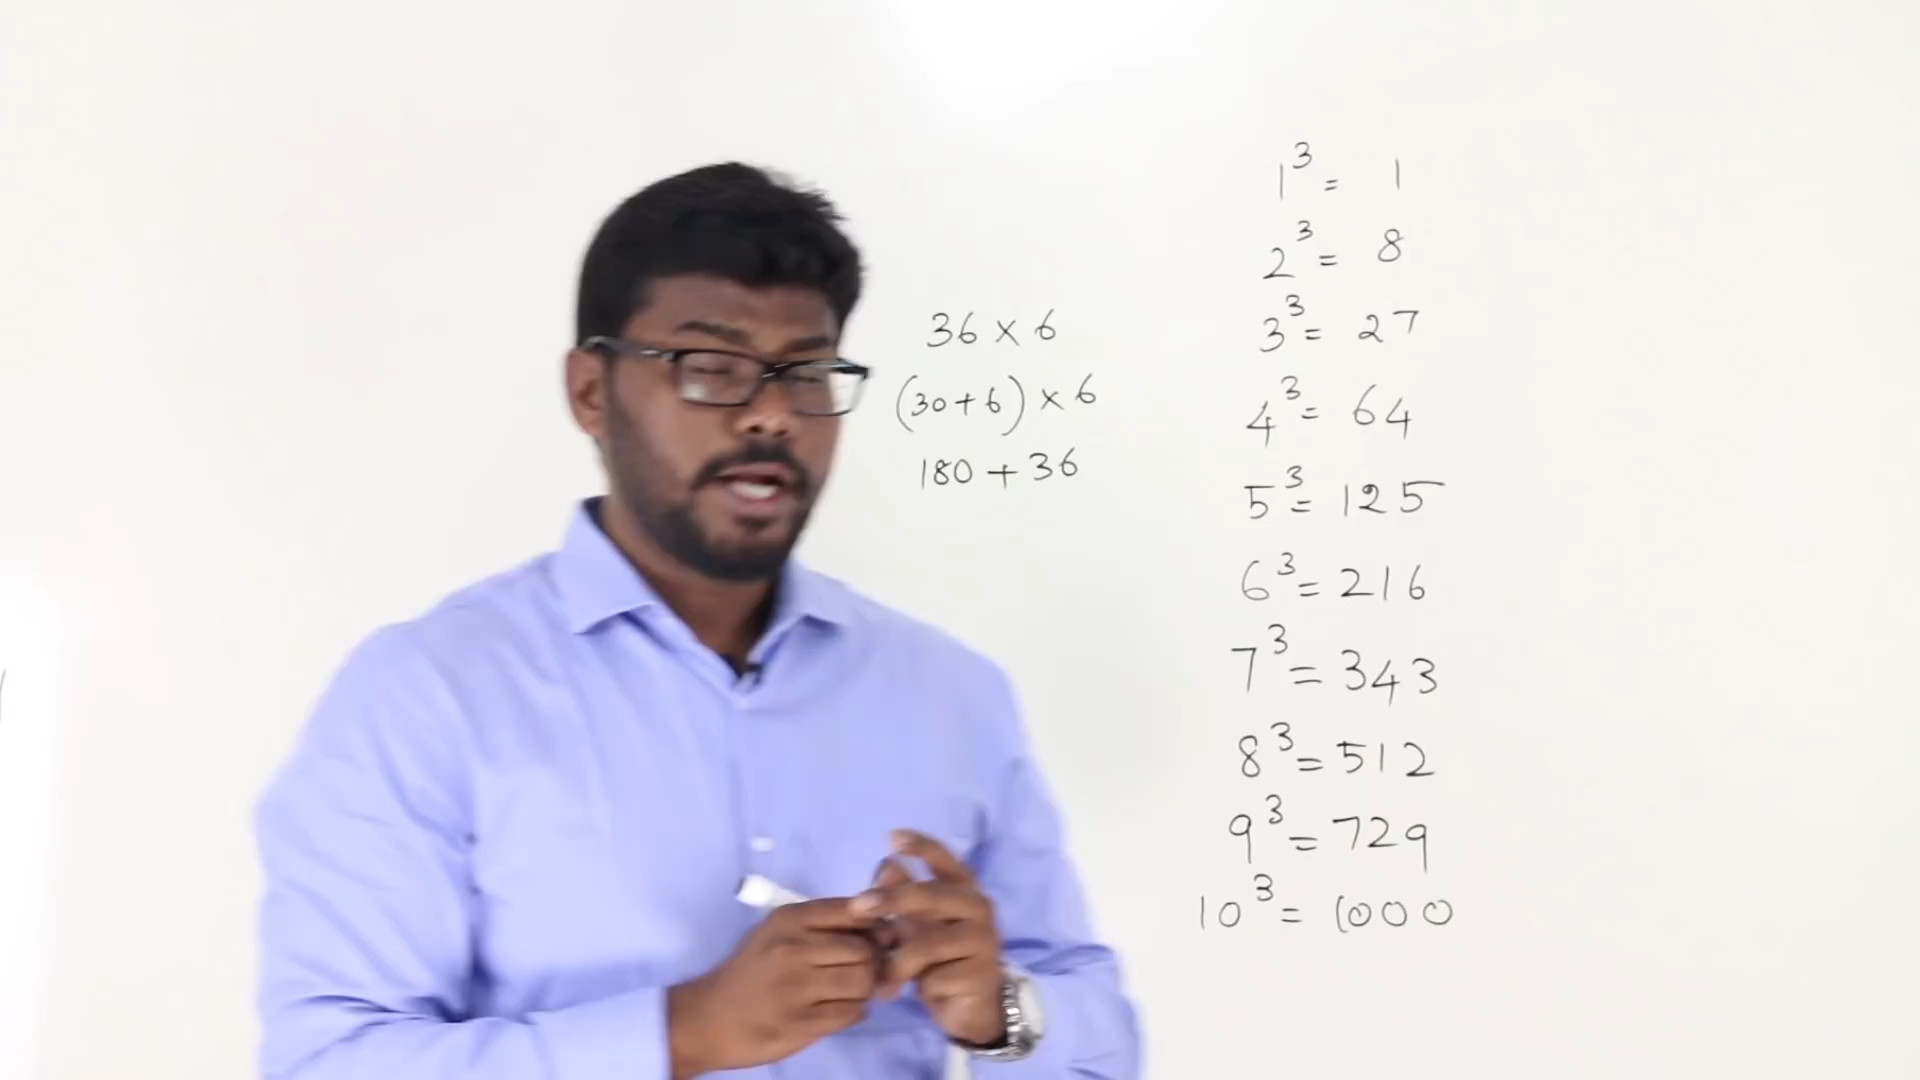 36 × 6
(30+6) × 6
180 + 36
1³ = 1
2³ = 8
3³ = 27
4³ = 64
5³ = 125
6³ = 216
7³ = 343
8³ = 512
9³ = 729
10³ = 1000